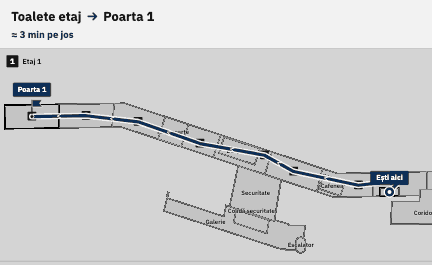 Toalete etaj → Poarta 1
≈ 3 min pe jos
1 Etaj 1
Poarta 1
Ești aici
Cafenea
Securitate
Coadă securitate
Corido
Galerie
Escalator